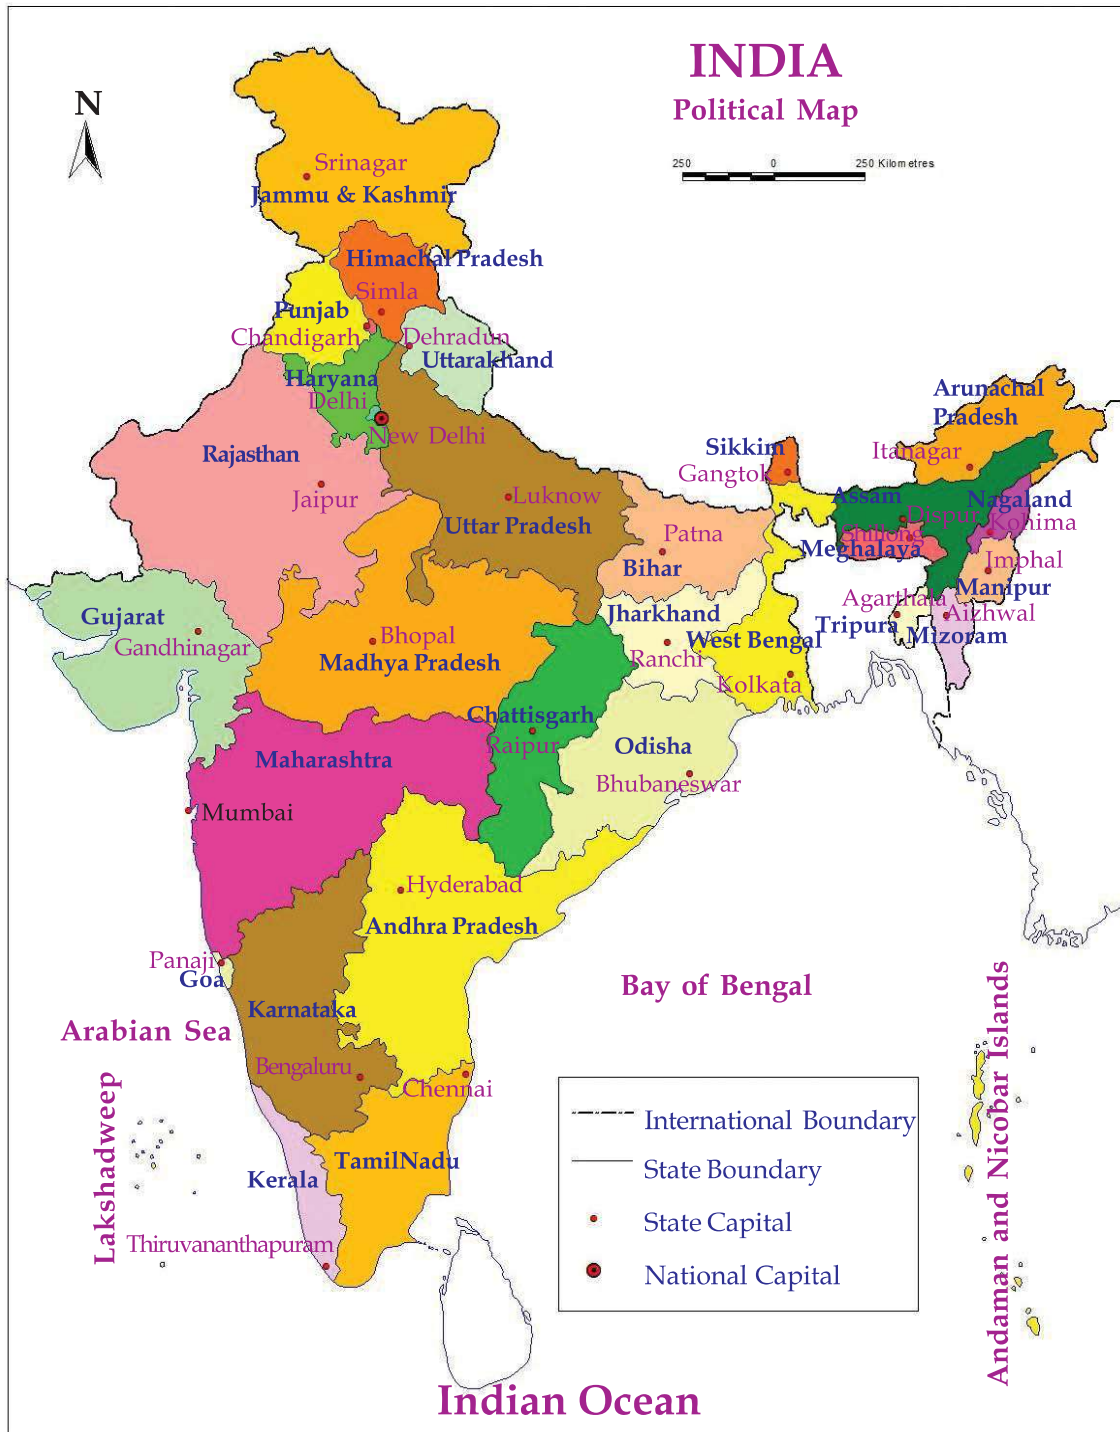 INDIA
Political Map
N
250 0 250 Kilometres
Srinagar
Jammu & Kashmir
Himachal Pradesh
Simla
Punjab
Chandigarh
Dehradun
Uttarakhand
Haryana
Delhi
New Delhi
Arunachal
Pradesh
Itanagar
Rajasthan
Sikkim
Gangtok
Jaipur
Luknow
Uttar Pradesh
Assam
Dispur
Nagaland
Kohima
Shillong
Meghalaya
Patna
Bihar
Imphal
Manipur
Agarthala
Tripura
Aizhwal
Mizoram
Gujarat
Gandhinagar
Bhopal
Madhya Pradesh
Jharkhand
Ranchi
West Bengal
Kolkata
Chattisgarh
Raipur
Odisha
Bhubaneswar
Maharashtra
Mumbai
Hyderabad
Andhra Pradesh
Panaji
Goa
Karnataka
Bengaluru
Chennai
Bay of Bengal
Arabian Sea
Lakshadweep
Andaman and Nicobar Islands
TamilNadu
Kerala
Thiruvananthapuram
International Boundary
State Boundary
State Capital
National Capital
Indian Ocean